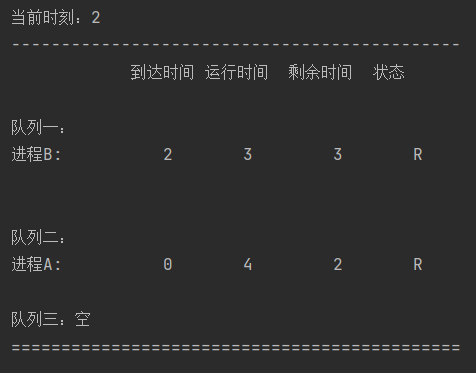 当前时刻：2
---------------------------------------------
到达时间 运行时间 剩余时间 状态
队列一：
进程B: 2 3 3 R
队列二：
进程A: 0 4 2 R
队列三：空
=============================================